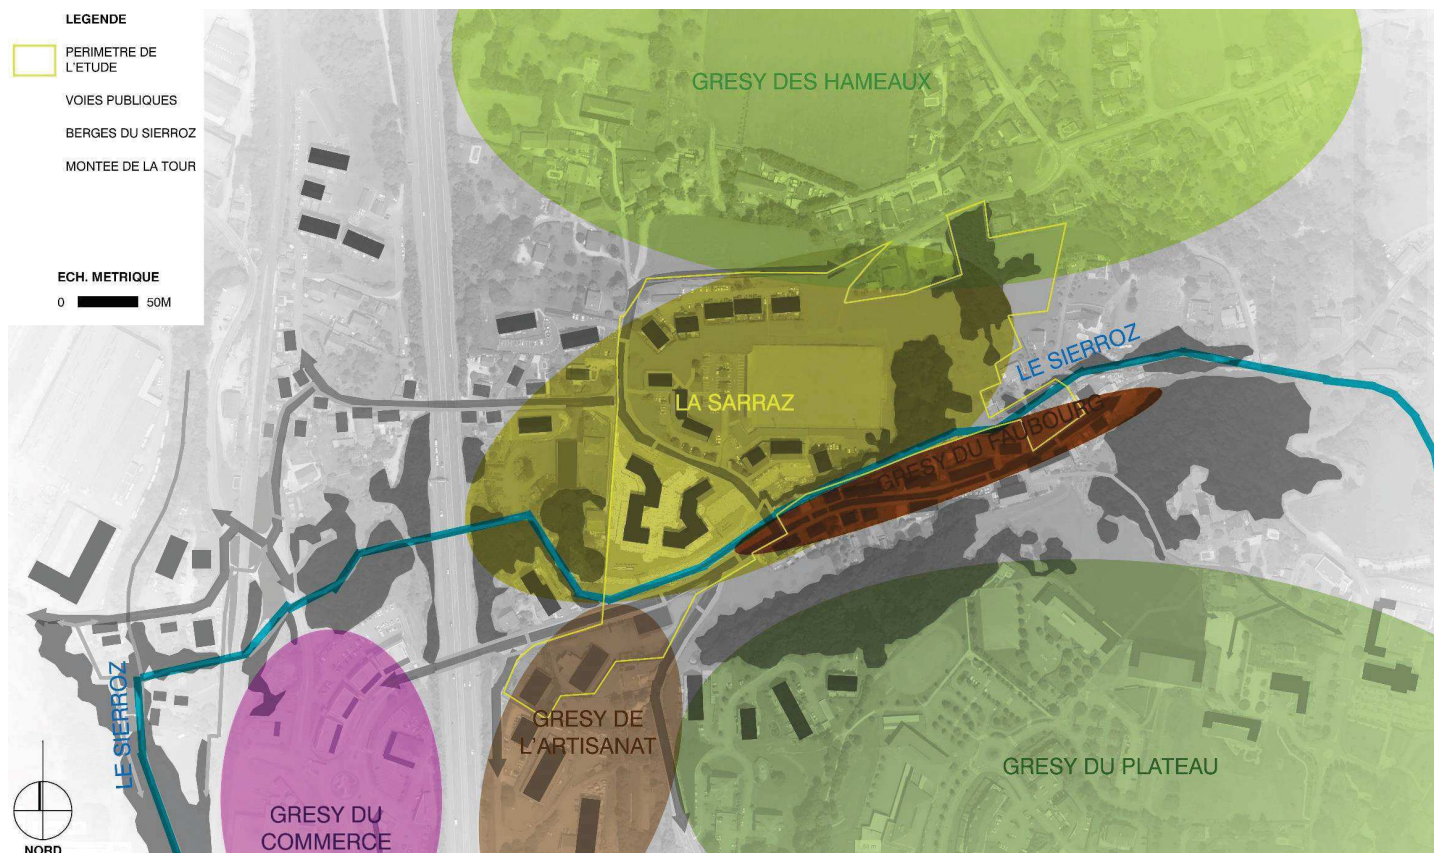 LEGENDE
PERIMETRE DE
L'ETUDE
VOIES PUBLIQUES
BERGES DU SIERROZ
MONTEE DE LA TOUR
ECH. METRIQUE
0 50M
GRESY DES HAMEAUX
LE SIERROZ
LA SARRAZ
GRESY DU FAUBOURG
LE SIERROZ
GRESY DE
L'ARTISANAT
GRESY DU PLATEAU
GRESY DU
COMMERCE
NORD